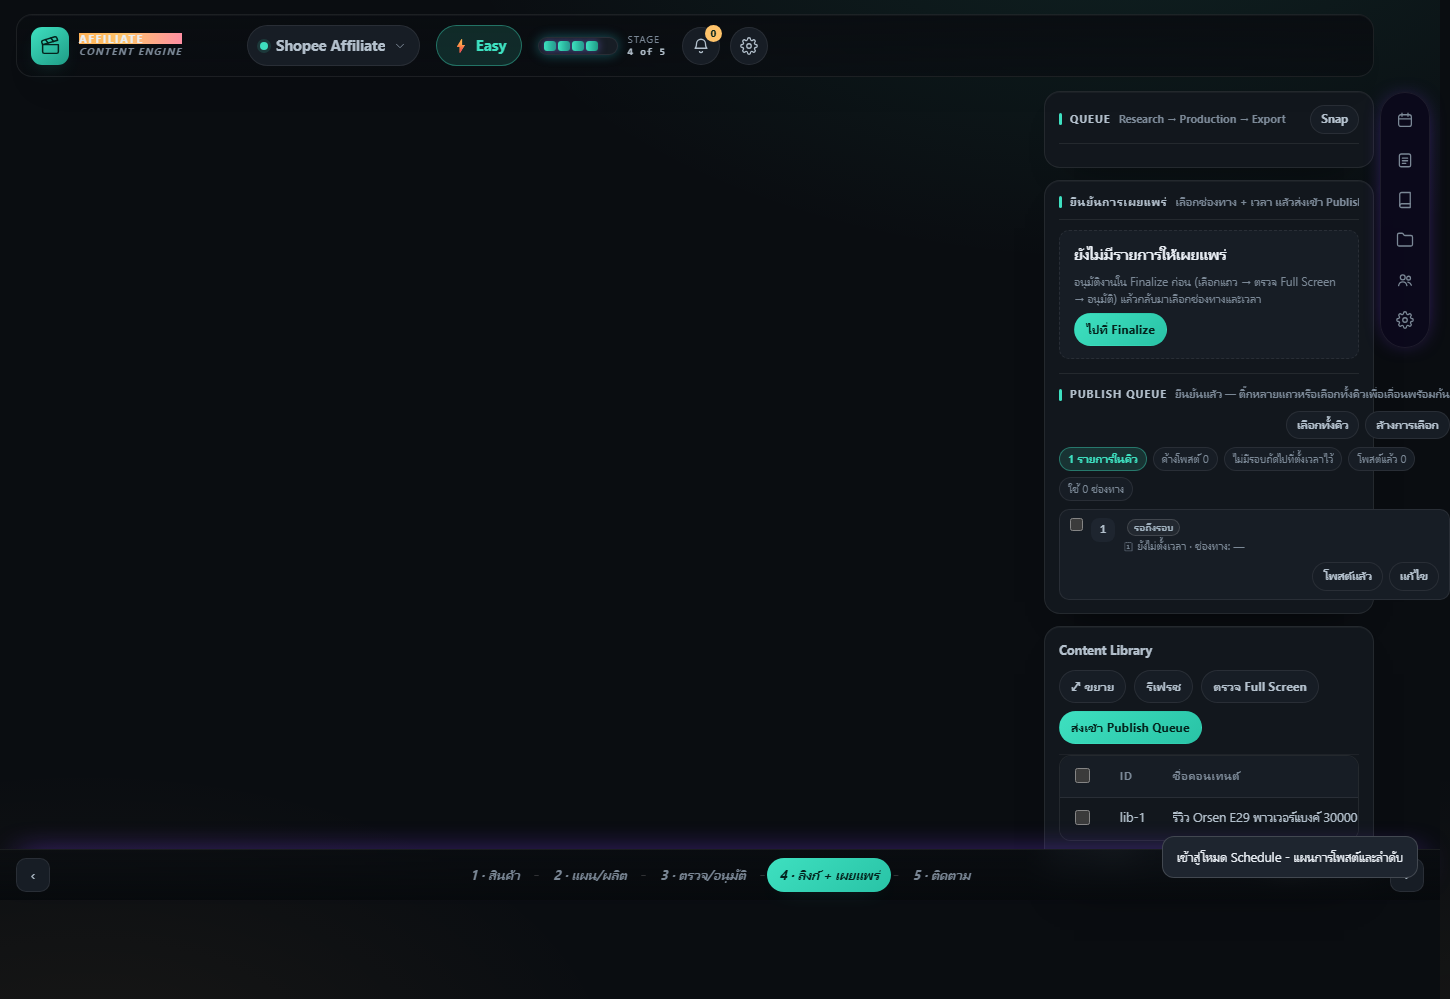 AFFILIATE
CONTENT ENGINE
Shopee Affiliate
Easy
STAGE
4 of 5
0
QUEUE Research → Production → Export Snap
ยืนยันการเผยแพร่ เลือกช่องทาง + เวลา แล้วส่งเข้า Publish
ยังไม่มีรายการให้เผยแพร่
อนุมัติงานใน Finalize ก่อน (เลือกแถว → ตรวจ Full Screen
→ อนุมัติ) แล้วกลับมาเลือกช่องทางและเวลา
ไปที่ Finalize
PUBLISH QUEUE ยืนยันแล้ว — ติ๊กหลายแถวหรือเลือกทั้งคิวเพื่อเลื่อนพร้อมกัน
เลือกทั้งคิว ล้างการเลือก
1 รายการในคิว ค้างโพสต์ 0 ไม่มีรอบถัดไปที่ตั้งเวลาไว้ โพสต์แล้ว 0
ใช้ 0 ช่องทาง
1 รอถึงรอบ
ยังไม่ตั้งเวลา · ช่องทาง: —
โพสต์แล้ว แก้ไข
Content Library
⤢ ขยาย รีเฟรช ตรวจ Full Screen
ส่งเข้า Publish Queue
ID ชื่อคอนเทนต์
lib-1 รีวิว Orsen E29 พาวเวอร์แบงค์ 30000
เข้าสู่โหมด Schedule - แผนการโพสต์และลำดับ
‹ 1 · สินค้า 2 · แผน/ผลิต 3 · ตรวจ/อนุมัติ 4 · ลิงก์ + เผยแพร่ 5 · ติดตาม